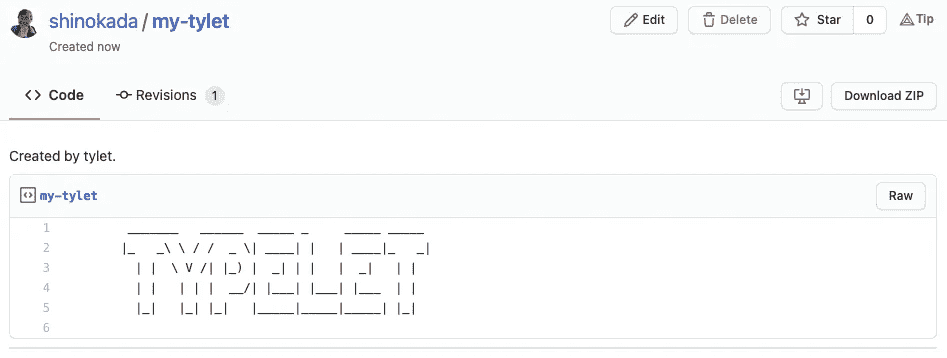 shinokada / my-tylet
Edit
Delete
Star
0
Tip
Created now
Code
Revisions 1
Download ZIP
Created by tylet.
my-tylet
Raw
1         _______   ______  _____ _     _____ _____
2        |_   _\ \ / /  _ \| ____| |   | ____|_   _|
3          | |  \ V /| |_) |  _| | |   |  _|   | |
4          | |   | | |  __/| |___| |___| |___  | |
5          |_|   |_| |_|   |_____|_____|_____| |_|
6